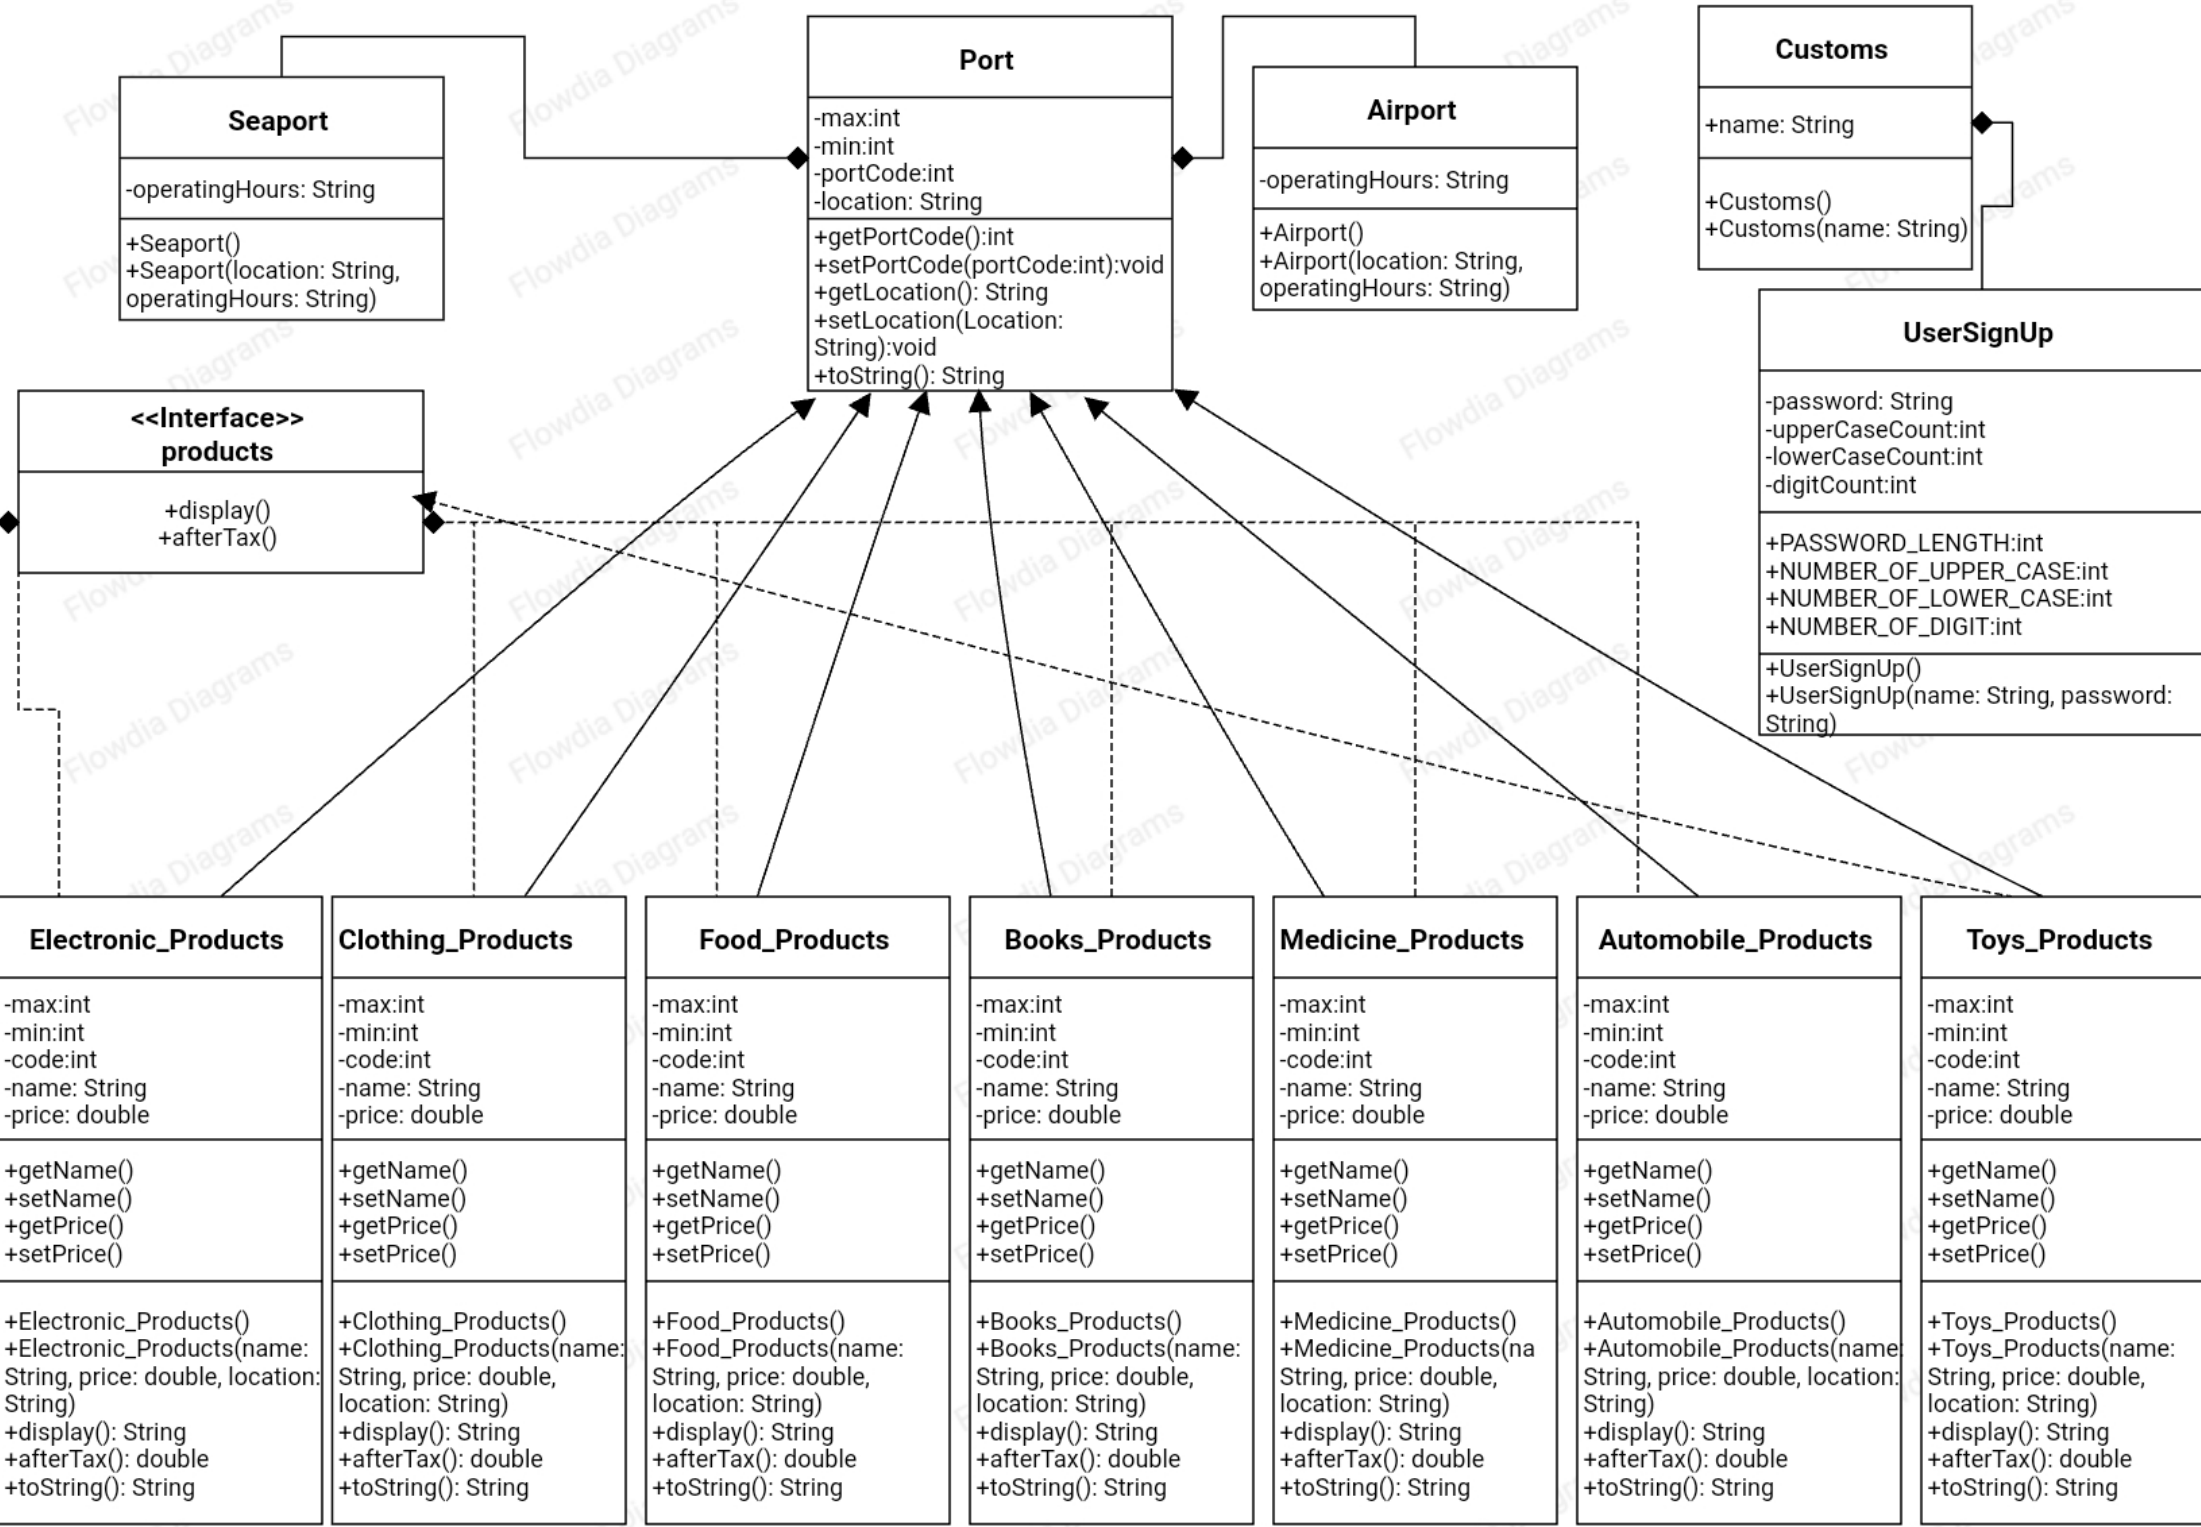 Seaport
-operatingHours: String
+Seaport()
+Seaport(location: String,
operatingHours: String)
Port
-max:int
-min:int
-portCode:int
-location: String
+getPortCode():int
+setPortCode(portCode:int):void
+getLocation(): String
+setLocation(Location:
String):void
+toString(): String
Airport
-operatingHours: String
+Airport()
+Airport(location: String,
operatingHours: String)
Customs
+name: String
+Customs()
+Customs(name: String)
UserSignUp
-password: String
-upperCaseCount:int
-lowerCaseCount:int
-digitCount:int
+PASSWORD_LENGTH:int
+NUMBER_OF_UPPER_CASE:int
+NUMBER_OF_LOWER_CASE:int
+NUMBER_OF_DIGIT:int
+UserSignUp()
+UserSignUp(name: String, password:
String)
<<Interface>>
products
+display()
+afterTax()
Electronic_Products
-max:int
-min:int
-code:int
-name: String
-price: double
+getName()
+setName()
+getPrice()
+setPrice()
+Electronic_Products()
+Electronic_Products(name:
String, price: double, location:
String)
+display(): String
+afterTax(): double
+toString(): String
Clothing_Products
-max:int
-min:int
-code:int
-name: String
-price: double
+getName()
+setName()
+getPrice()
+setPrice()
+Clothing_Products()
+Clothing_Products(name:
String, price: double,
location: String)
+display(): String
+afterTax(): double
+toString(): String
Food_Products
-max:int
-min:int
-code:int
-name: String
-price: double
+getName()
+setName()
+getPrice()
+setPrice()
+Food_Products()
+Food_Products(name:
String, price: double,
location: String)
+display(): String
+afterTax(): double
+toString(): String
Books_Products
-max:int
-min:int
-code:int
-name: String
-price: double
+getName()
+setName()
+getPrice()
+setPrice()
+Books_Products()
+Books_Products(name:
String, price: double,
location: String)
+display(): String
+afterTax(): double
+toString(): String
Medicine_Products
-max:int
-min:int
-code:int
-name: String
-price: double
+getName()
+setName()
+getPrice()
+setPrice()
+Medicine_Products()
+Medicine_Products(na
String, price: double,
location: String)
+display(): String
+afterTax(): double
+toString(): String
Automobile_Products
-max:int
-min:int
-code:int
-name: String
-price: double
+getName()
+setName()
+getPrice()
+setPrice()
+Automobile_Products()
+Automobile_Products(name:
String, price: double, location:
String)
+display(): String
+afterTax(): double
+toString(): String
Toys_Products
-max:int
-min:int
-code:int
-name: String
-price: double
+getName()
+setName()
+getPrice()
+setPrice()
+Toys_Products()
+Toys_Products(name:
String, price: double,
location: String)
+display(): String
+afterTax(): double
+toString(): String
Flowdia Diagrams